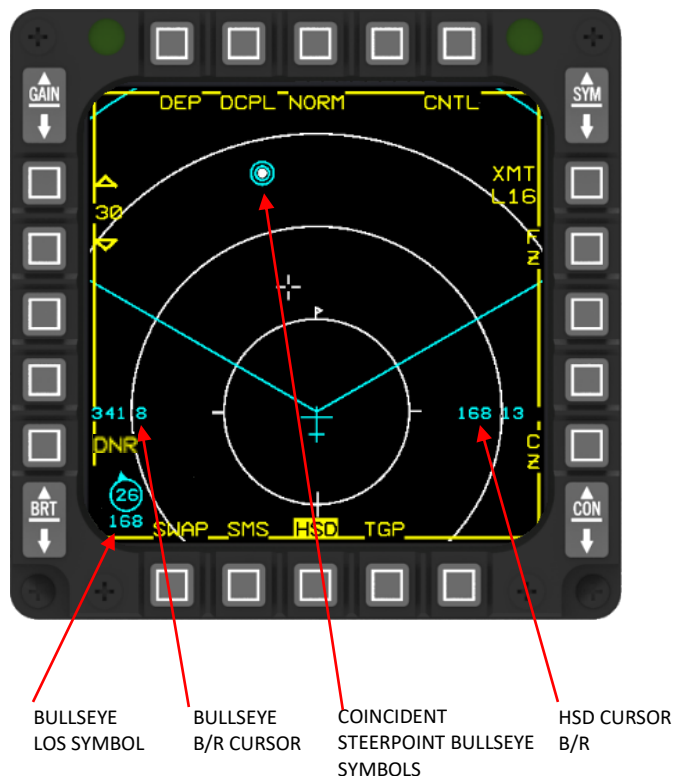 DEP DCPL NORM CNTL
GAIN
SYM
XMT
L16
30
F
Z
341 8
168 13
DNR
C
Z
26
168
BRT
CON
SWAP SMS HSD TGP
BULLSEYE
LOS SYMBOL
BULLSEYE
B/R CURSOR
COINCIDENT
STEERPOINT BULLSEYE
SYMBOLS
HSD CURSOR
B/R